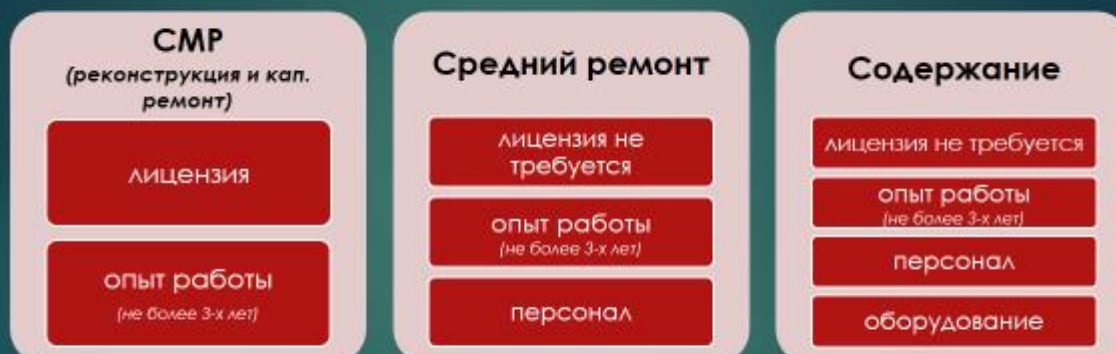 СМР
(реконструкция и кап.
ремонт)
лицензия
опыт работы
(не более 3-х лет)
Средний ремонт
лицензия не
требуется
опыт работы
(не более 3-х лет)
персонал
Содержание
лицензия не требуется
опыт работы
(не более 3-х лет)
персонал
оборудование